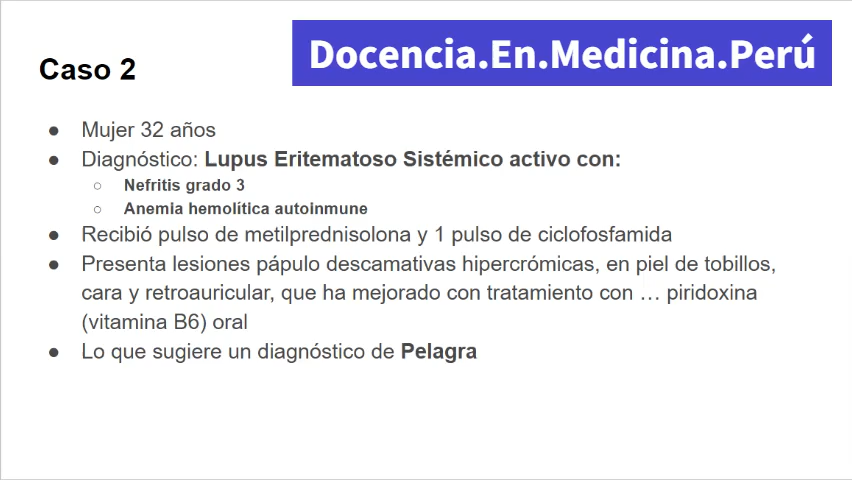 Docencia.En.Medicina.Perú
Caso 2
● Mujer 32 años
● Diagnóstico: Lupus Eritematoso Sistémico activo con:
○ Nefritis grado 3
○ Anemia hemolítica autoinmune
● Recibió pulso de metilprednisolona y 1 pulso de ciclofosfamida
● Presenta lesiones pápulo descamativas hipercrómicas, en piel de tobillos,
cara y retroauricular, que ha mejorado con tratamiento con … piridoxina
(vitamina B6) oral
● Lo que sugiere un diagnóstico de Pelagra